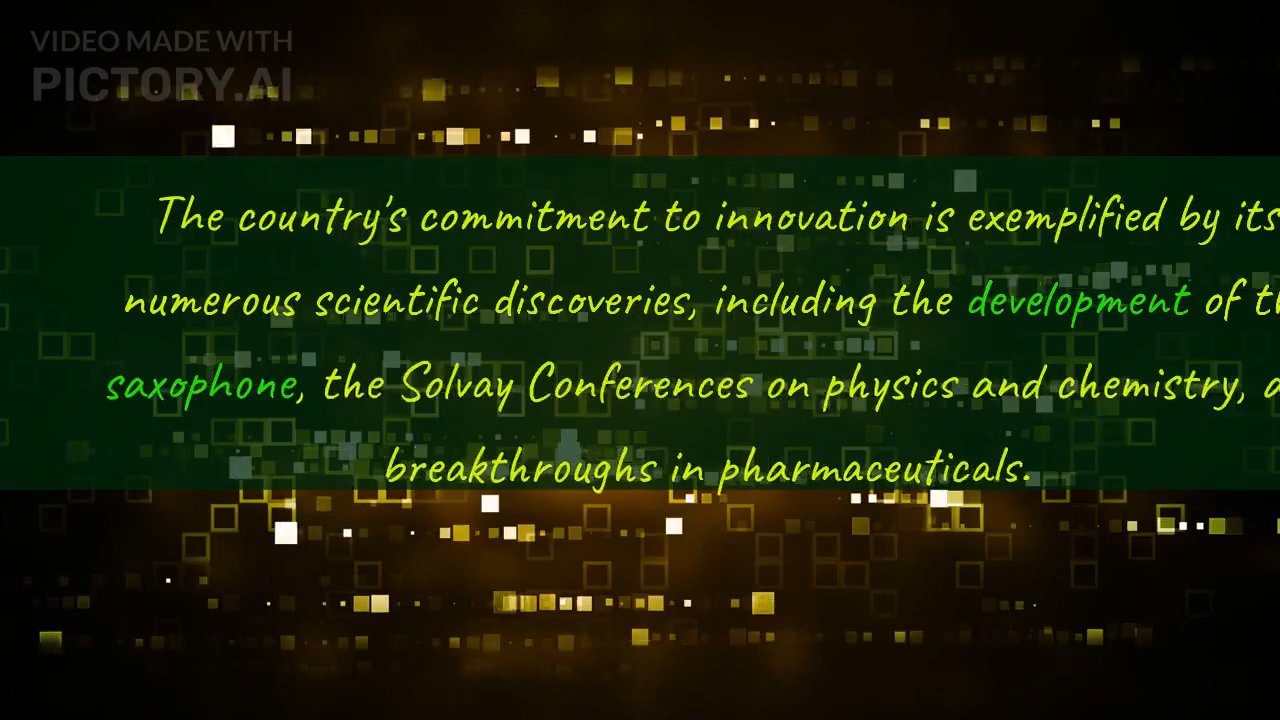 VIDEO MADE WITH
PICTORY.AI
The country's commitment to innovation is exemplified by its
numerous scientific discoveries, including the development of
saxophone, the Solvay Conferences on physics and chemistry,
breakthroughs in pharmaceuticals.